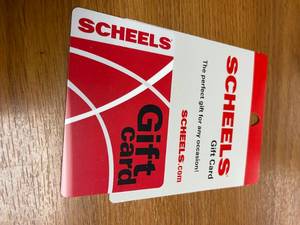 SCHEELS
Gift
card
SCHEELS
Gift Card
The perfect gift for any occasion!
SCHEELS.com